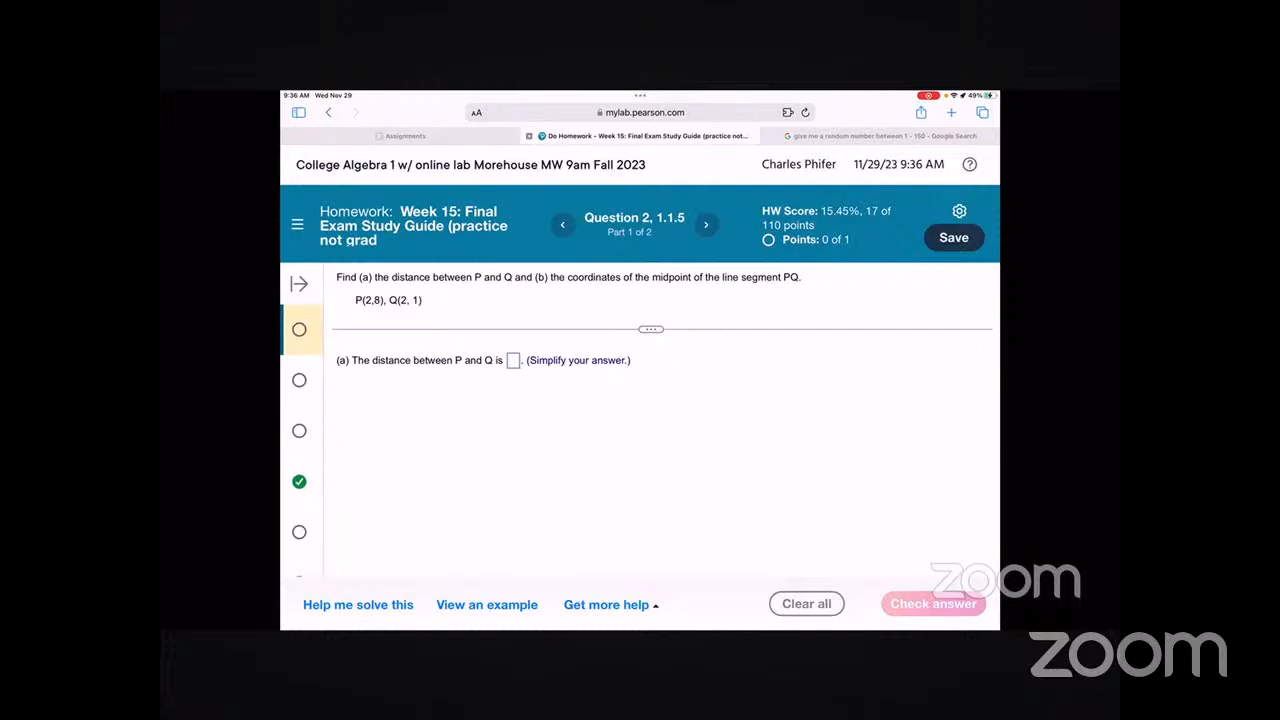 9:36 AM Wed Nov 29
49%
AA
mylab.pearson.com
Assignments
Do Homework - Week 15: Final Exam Study Guide (practice not...
give me a random number between 1 - 150 - Google Search
College Algebra 1 w/ online lab Morehouse MW 9am Fall 2023
Charles Phifer
11/29/23 9:36 AM
?
Homework: Week 15: Final
Exam Study Guide (practice
not grad
Question 2, 1.1.5
Part 1 of 2
HW Score: 15.45%, 17 of
110 points
Points: 0 of 1
Save
Find (a) the distance between P and Q and (b) the coordinates of the midpoint of the line segment PQ.
P(2,8), Q(2, 1)
(a) The distance between P and Q is . (Simplify your answer.)
Help me solve this
View an example
Get more help
Clear all
Check answer
zoom
zoom